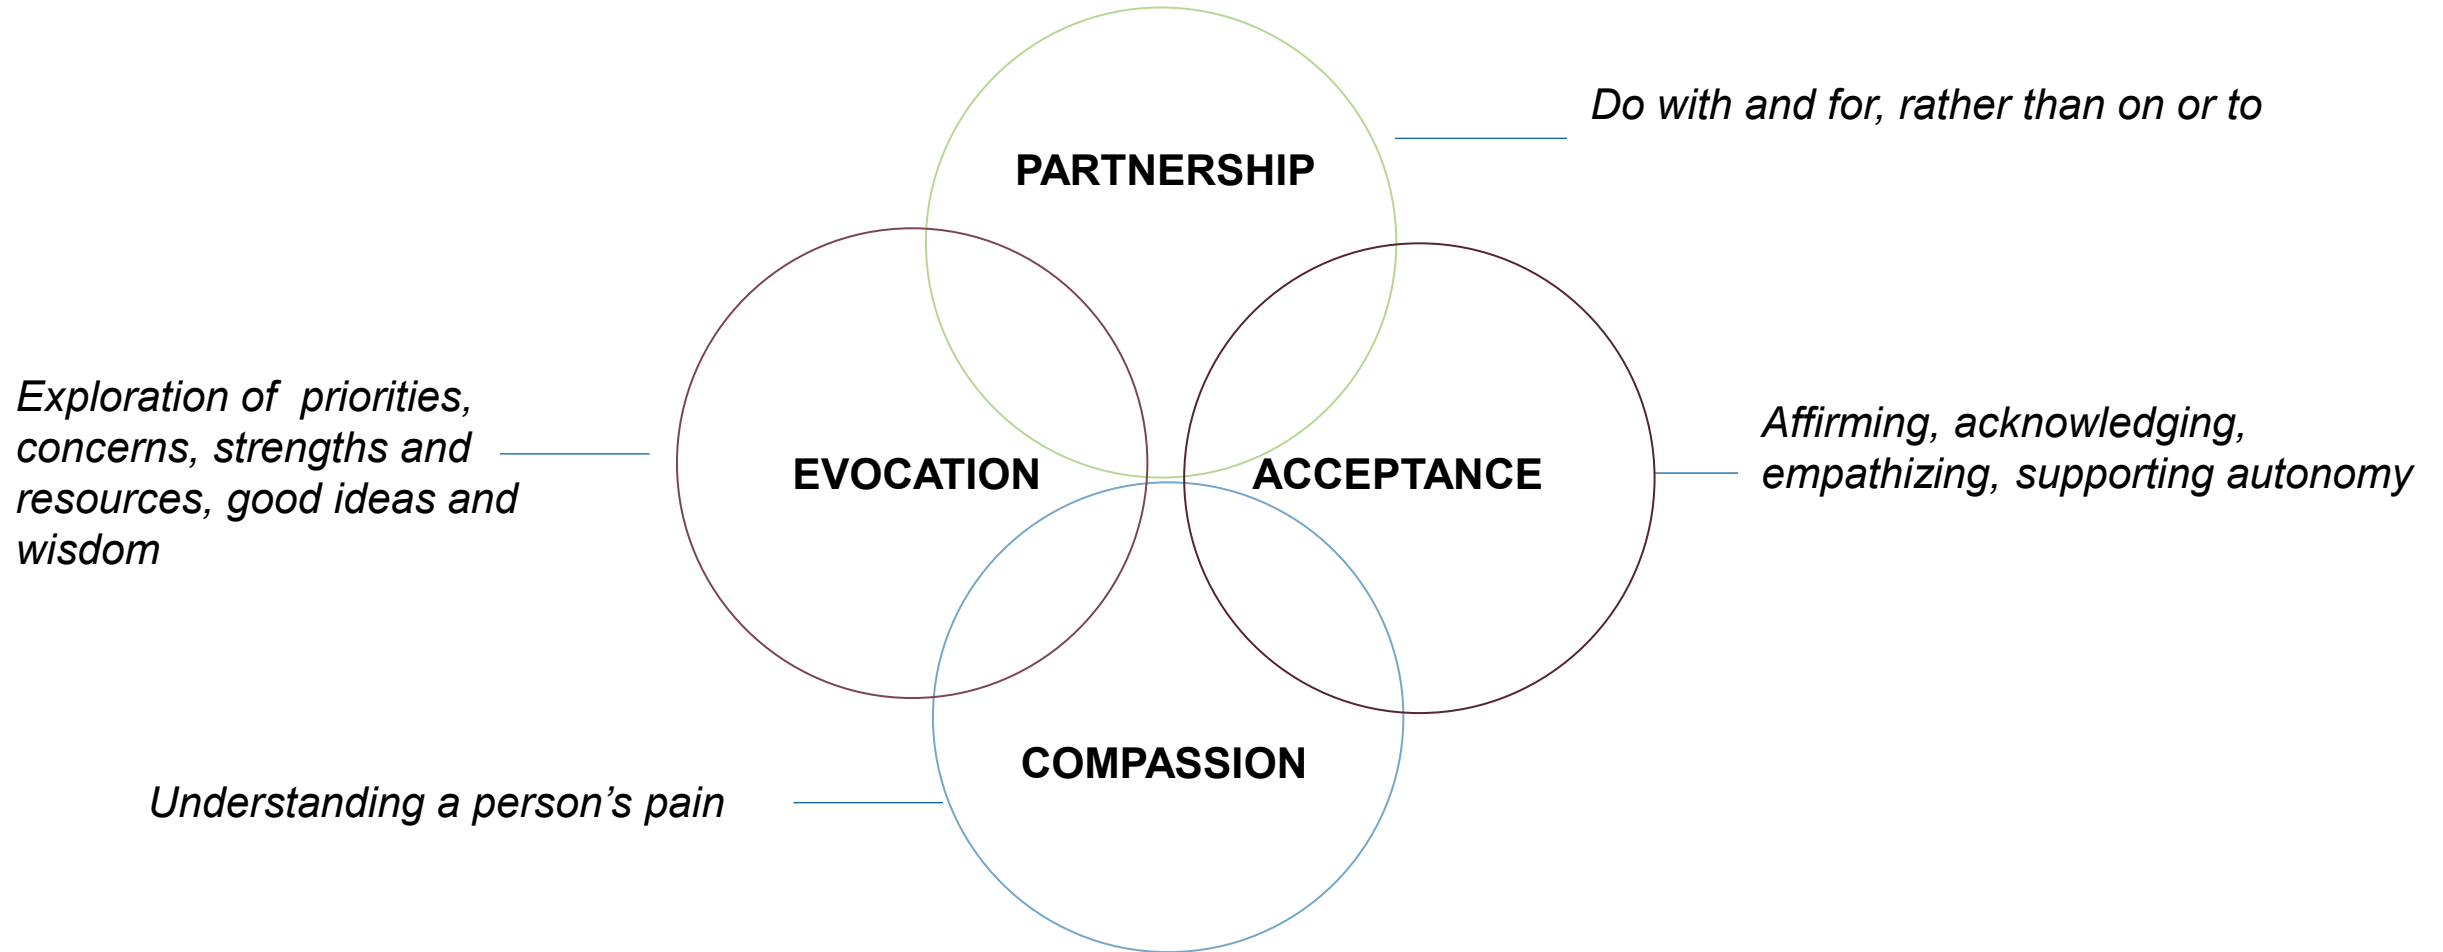 Do with and for, rather than on or to
PARTNERSHIP
Exploration of  priorities,
concerns, strengths and
resources, good ideas and
wisdom
EVOCATION
ACCEPTANCE
Affirming, acknowledging,
empathizing, supporting autonomy
COMPASSION
Understanding a person’s pain